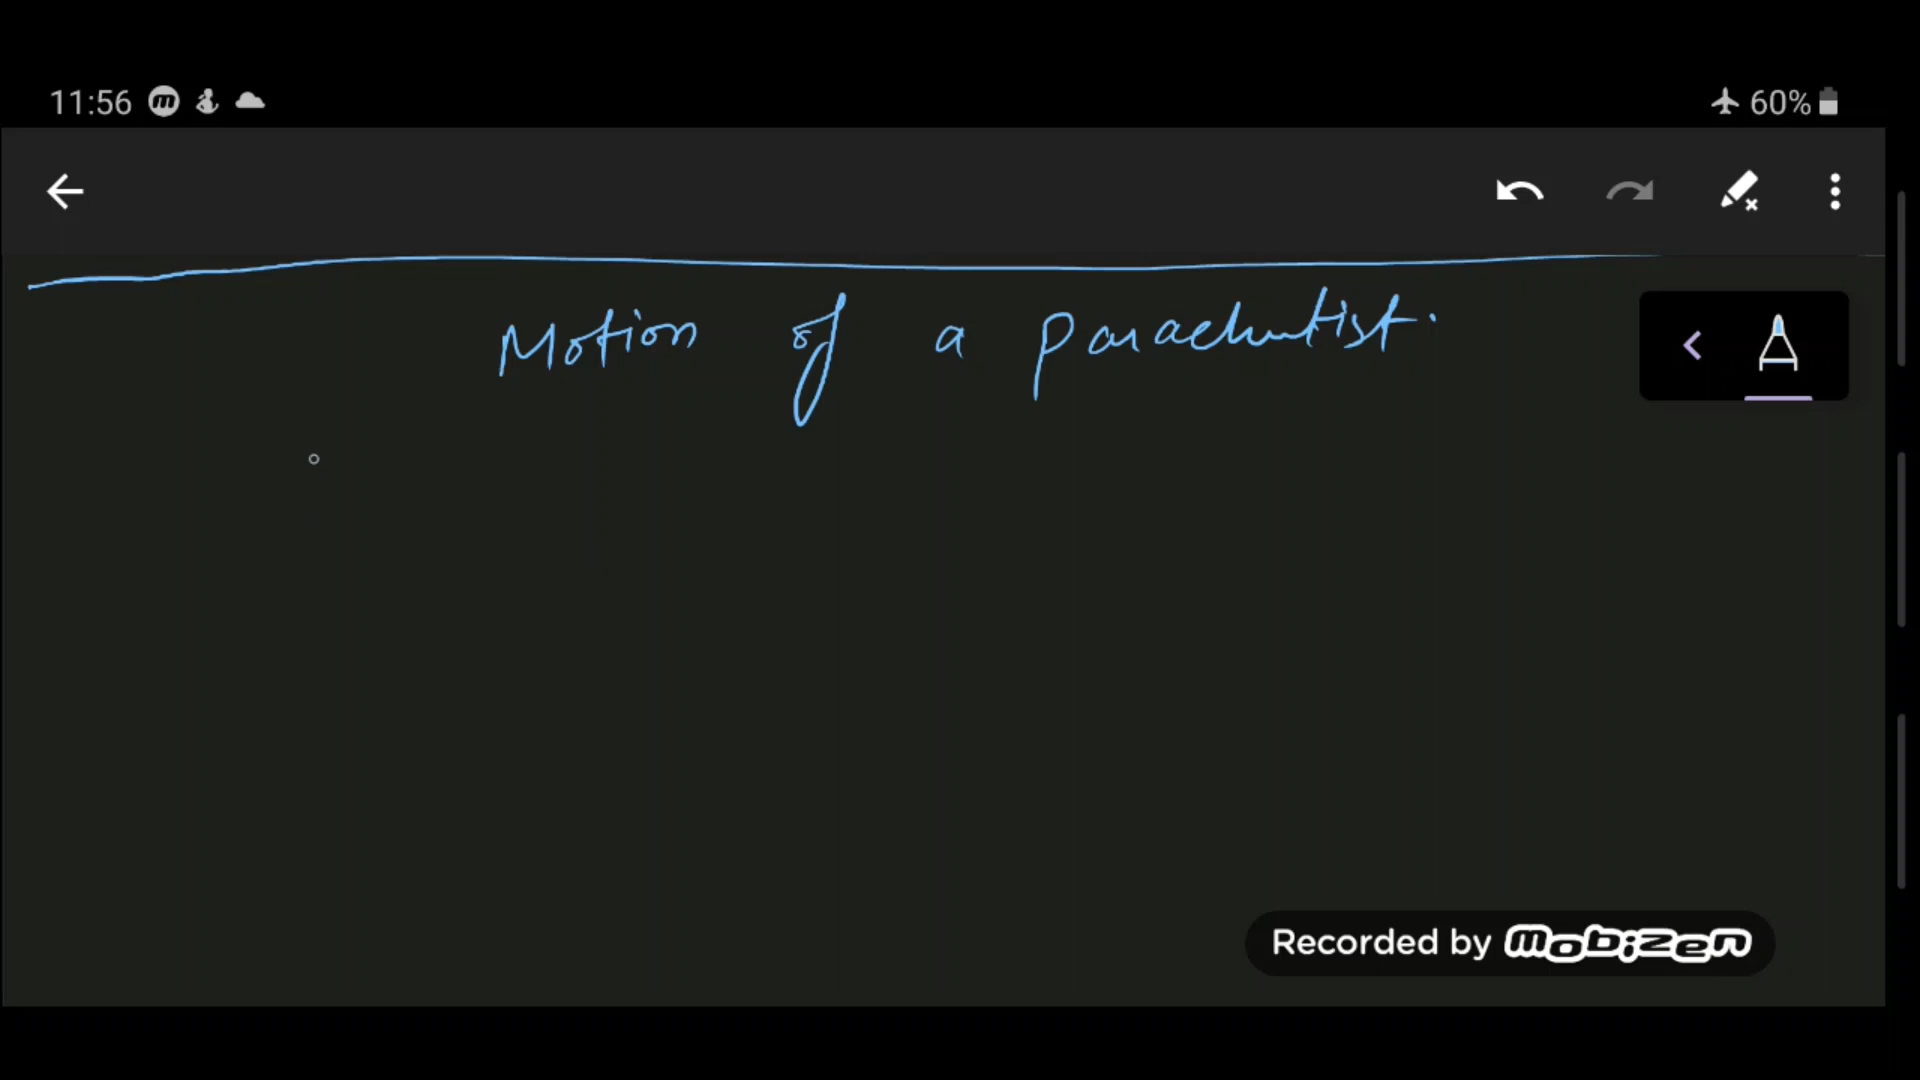 11:56
60%
Motion of a parachutist.
Recorded by mobizen